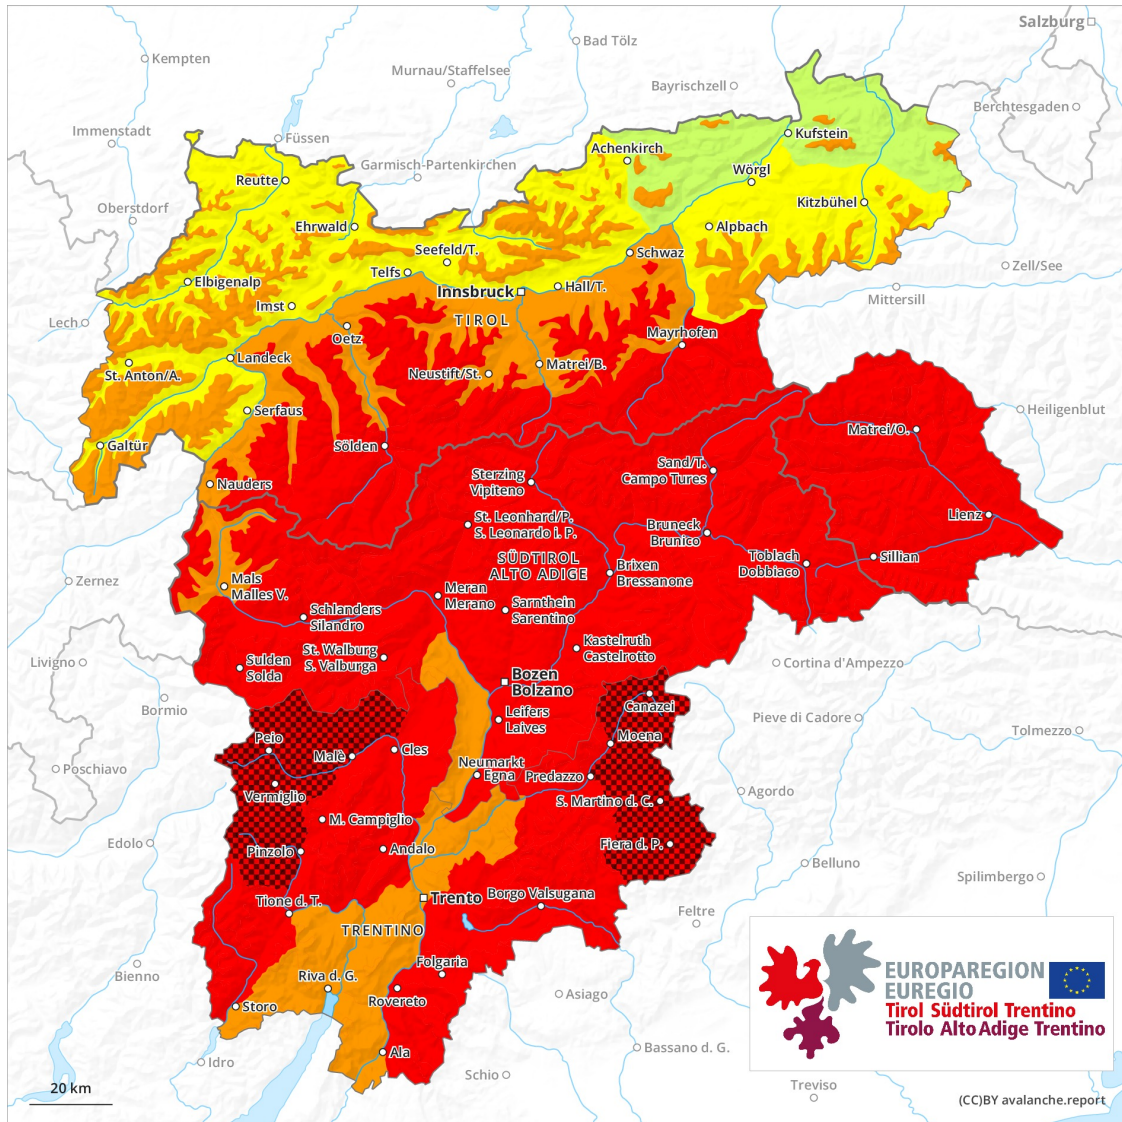 Salzburg
Bad Tölz
Kempten
Murnau/Staffelsee
Bayrischzell
Berchtesgaden
Immenstadt
Füssen
Kufstein
Achenkirch
Garmisch-Partenkirchen
Wörgl
Reutte
Kitzbühel
Oberstdorf
Ehrwald
Alpbach
Seefeld/T.
Schwaz
Zell/See
Telfs
Elbigenalp
Hall/T.
Innsbruck
Mittersill
Imst
TIROL
Lech
Mayrhofen
Oetz
Landeck
Matrei/B.
St. Anton/A.
Neustift/St.
Serfaus
Heiligenblut
Matrei/O.
Galtür
Sölden
Sand/T.
Campo Tures
Sterzing
Vipiteno
Nauders
St. Leonhard/P.
S. Leonardo i. P.
Lienz
Bruneck
Brunico
SÜDTIROL
ALTO ADIGE
Toblach
Dobbiaco
Sillian
Brixen
Bressanone
Zernez
Mals
Malles V.
Meran
Merano
Sarnthein
Sarentino
Schlanders
Silandro
Kastelruth
Castelrotto
St. Walburg
S. Valburga
Livigno
Sulden
Solda
Cortina d'Ampezzo
Bozen
Bolzano
Bormio
Canazei
Leifers
Laives
Pieve di Cadore
Tolmezzo
Peio
Moena
Malè
Cles
Neumarkt
Egna
Predazzo
Poschiavo
Vermiglio
Agordo
S. Martino d. C.
M. Campiglio
Edolo
Pinzolo
Andalo
Fiera d. P.
Belluno
Spilimbergo
Tione d. T.
Trento
Borgo Valsugana
Feltre
TRENTINO
Bienno
Riva d. G.
Folgaria
Rovereto
Asiago
Storo
EUROPAREGION
EUREGIO
Tirol Südtirol Trentino
Tirolo Alto Adige Trentino
Idro
Ala
Bassano d. G.
Schio
Treviso
20 km
(CC)BY avalanche.report